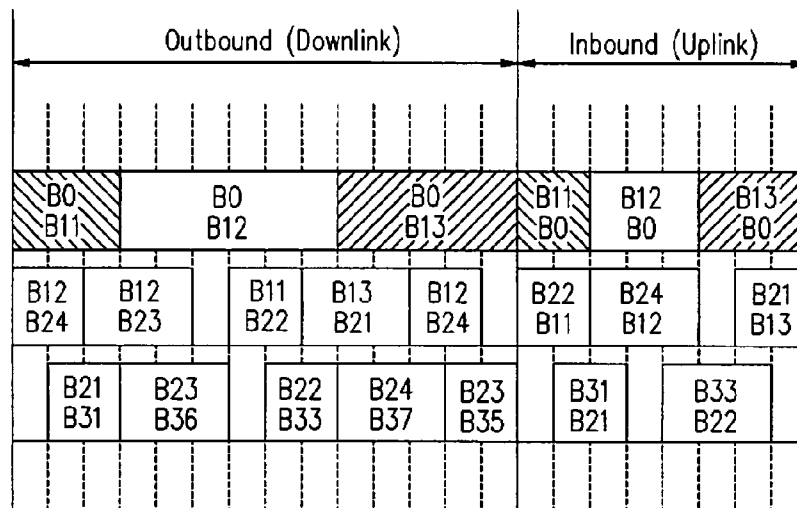 Outbound (Downlink) Inbound (Uplink)
B0 B0 B0 B11 B12 B13
B11 B12 B13 B0 B0 B0
B12 B12 B11 B13 B12 B22 B24 B21
B24 B23 B22 B21 B24 B11 B12 B13
B21 B23 B22 B24 B23 B31 B33
B31 B36 B33 B37 B35 B21 B22